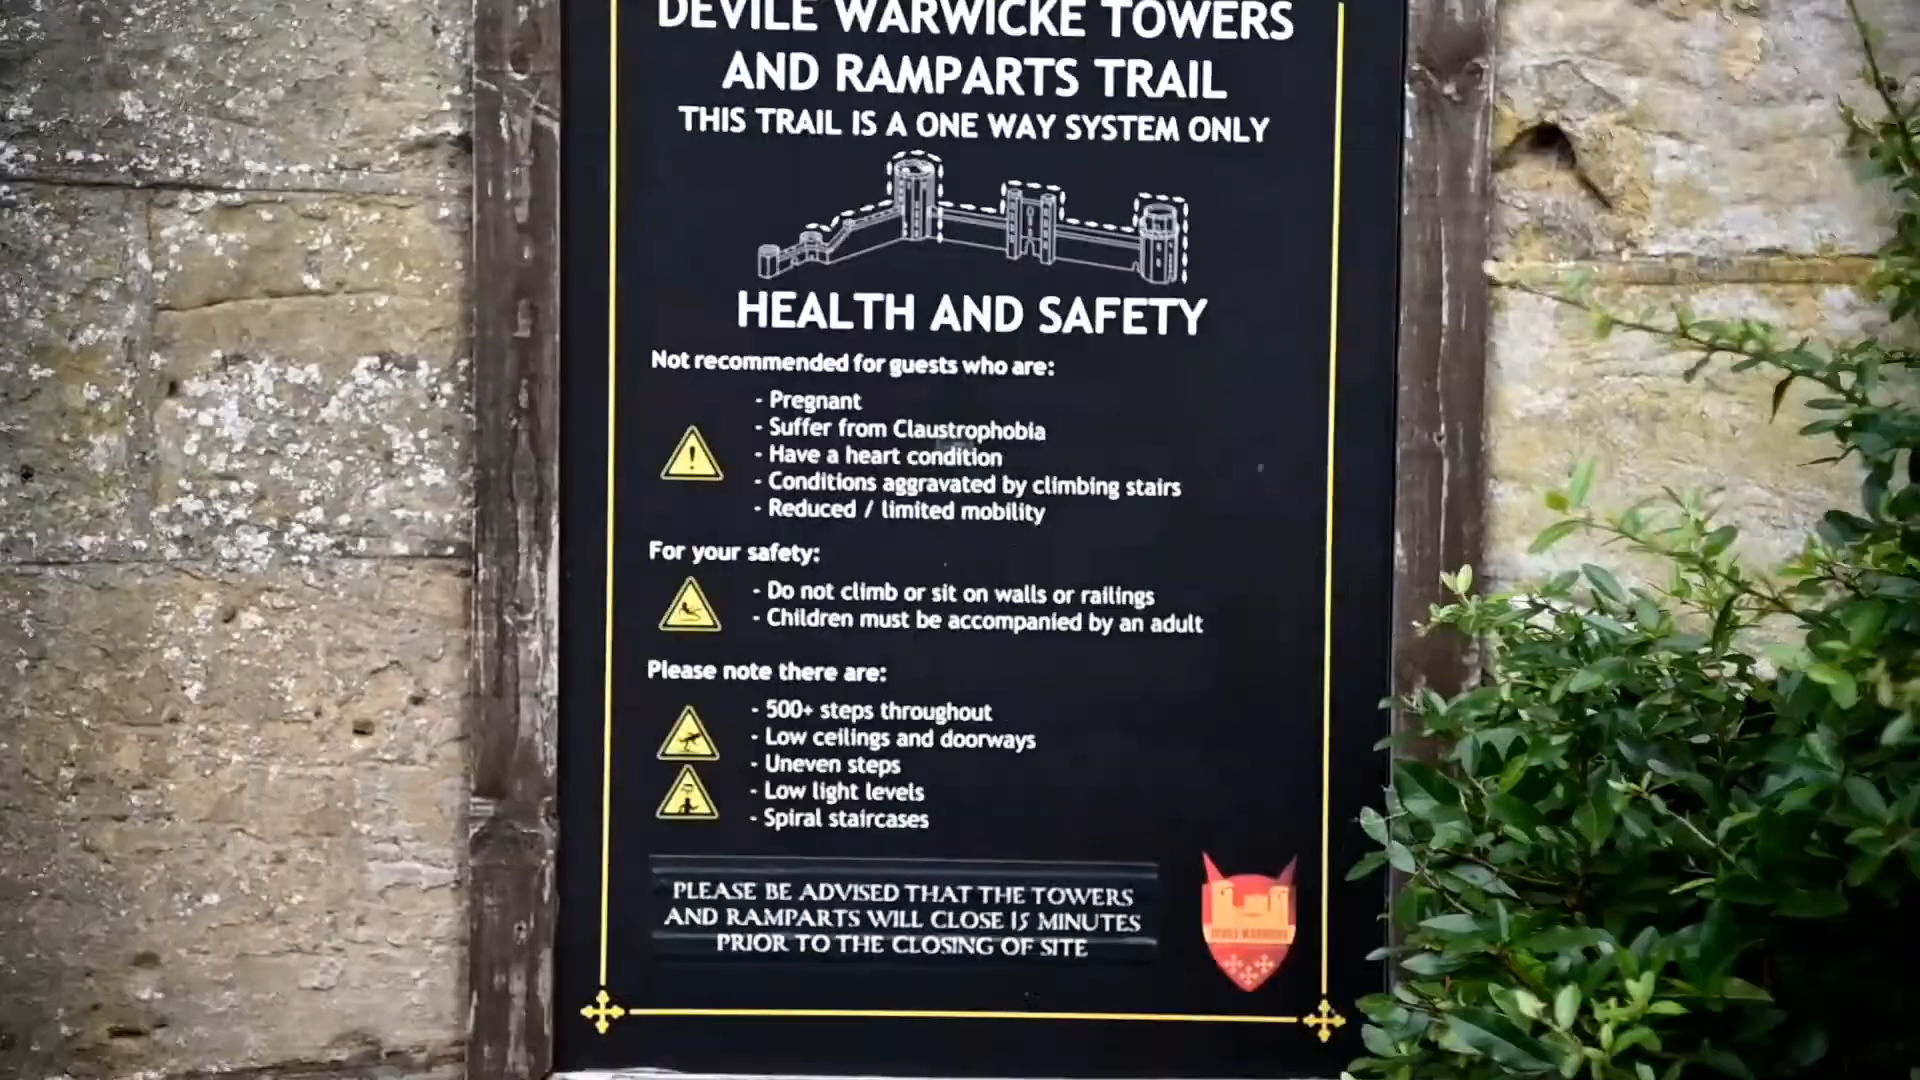 DEVILE WARWICKE TOWERS
AND RAMPARTS TRAIL
THIS TRAIL IS A ONE WAY SYSTEM ONLY
HEALTH AND SAFETY
Not recommended for guests who are:
- Pregnant
- Suffer from Claustrophobia
- Have a heart condition
- Conditions aggravated by climbing stairs
- Reduced / limited mobility
For your safety:
- Do not climb or sit on walls or railings
- Children must be accompanied by an adult
Please note there are:
- 500+ steps throughout
- Low ceilings and doorways
- Uneven steps
- Low light levels
- Spiral staircases
PLEASE BE ADVISED THAT THE TOWERS
AND RAMPARTS WILL CLOSE 15 MINUTES
PRIOR TO THE CLOSING OF SITE
DEVILE WARWICKE